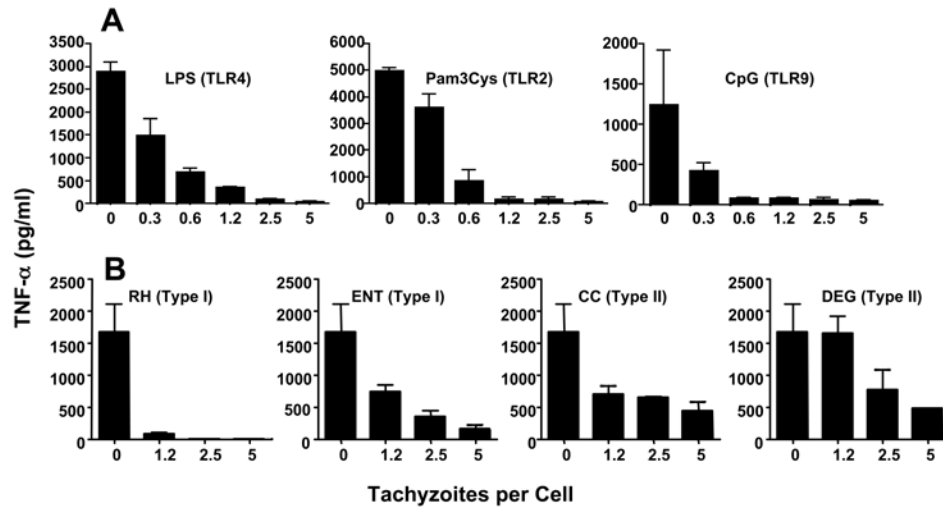 A
LPS (TLR4)
3500
3000
2500
2000
1500
1000
500
0
0 0.3 0.6 1.2 2.5 5
Pam3Cys (TLR2)
6000
5000
4000
3000
2000
1000
0
0 0.3 0.6 1.2 2.5 5
CpG (TLR9)
2000
1500
1000
500
0
0 0.3 0.6 1.2 2.5 5
TNF-α (pg/ml)
B
RH (Type I)
2500
2000
1500
1000
500
0
0 1.2 2.5 5
ENT (Type I)
2500
2000
1500
1000
500
0
0 1.2 2.5 5
CC (Type II)
2500
2000
1500
1000
500
0
0 1.2 2.5 5
DEG (Type II)
2500
2000
1500
1000
500
0
0 1.2 2.5 5
Tachyzoites per Cell